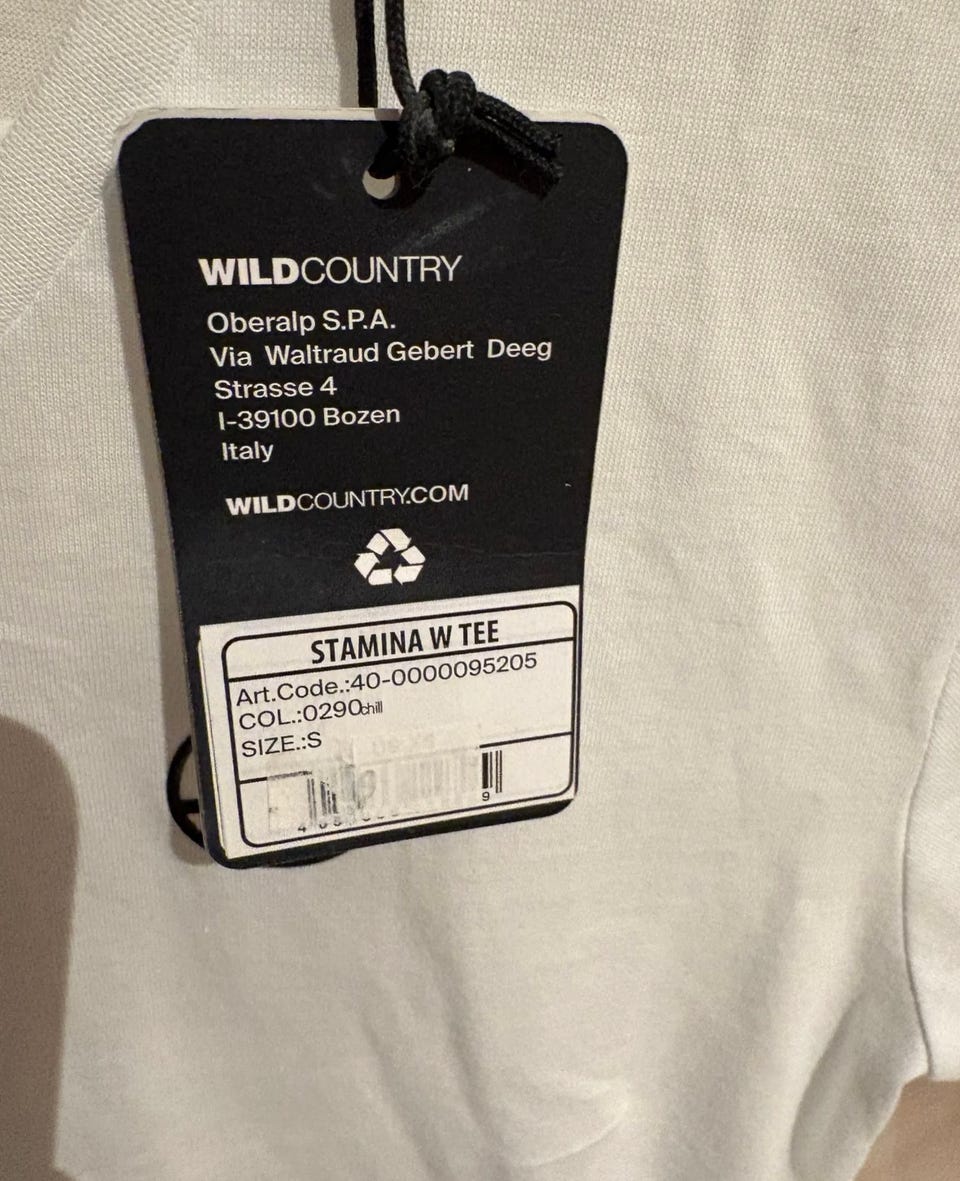 WILDCOUNTRY
Oberalp S.P.A.
Via Waltraud Gebert Deeg
Strasse 4
I-39100 Bozen
Italy
WILDCOUNTRY.COM
STAMINA W TEE
Art.Code.:40-0000095205
COL.:0290chill
SIZE.:S
9